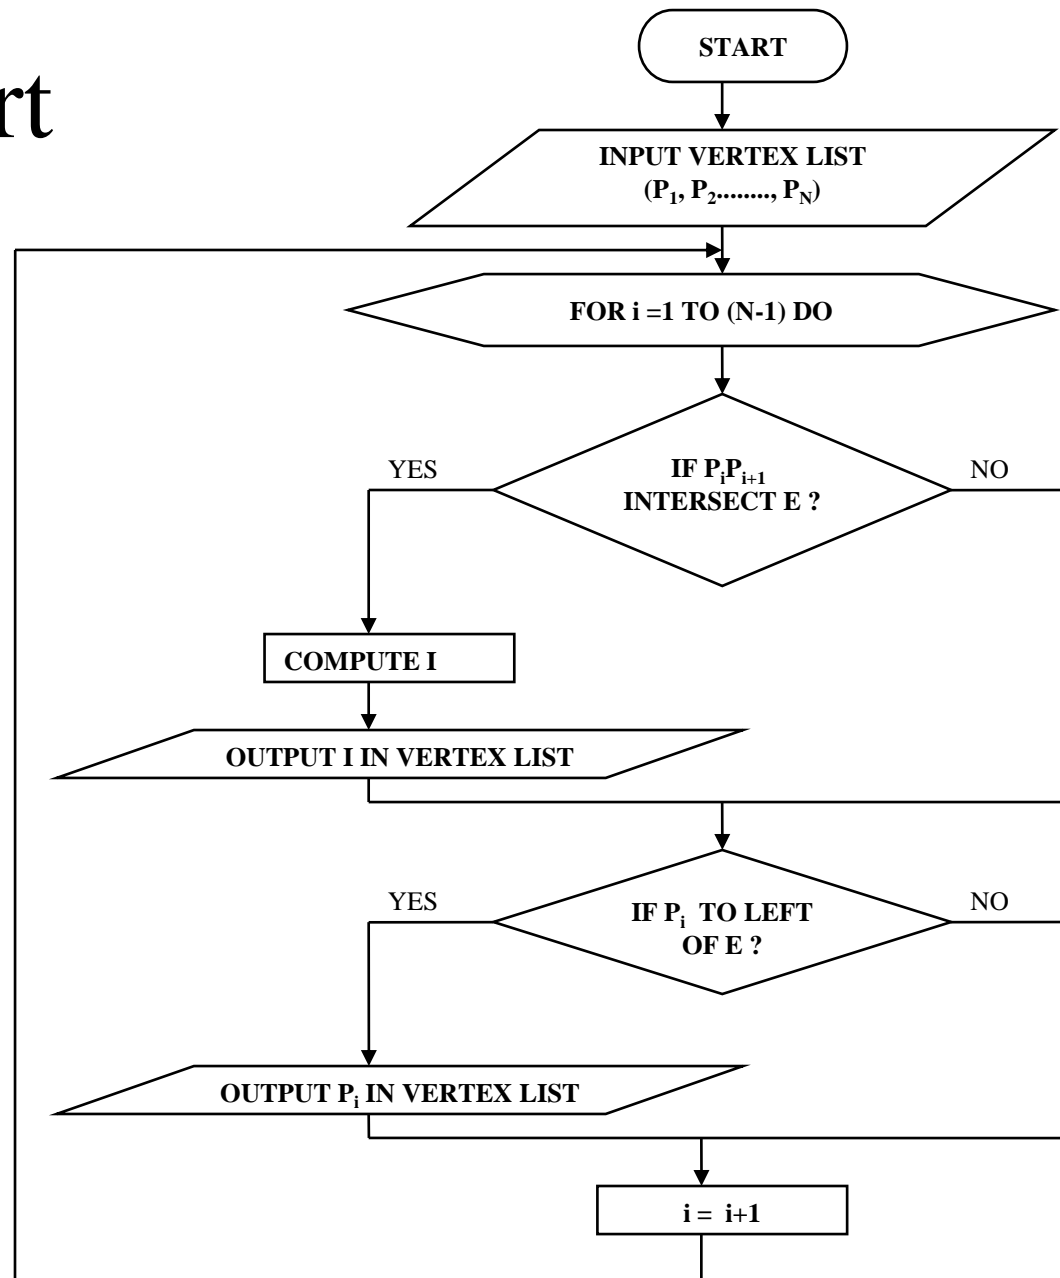 rt
START
INPUT VERTEX LIST
(P₁, P₂........, P_N)
FOR i =1 TO (N-1) DO
YES
IF PᵢPᵢ₊₁
INTERSECT E ?
NO
COMPUTE I
OUTPUT I IN VERTEX LIST
YES
IF Pᵢ TO LEFT
OF E ?
NO
OUTPUT Pᵢ IN VERTEX LIST
i = i+1